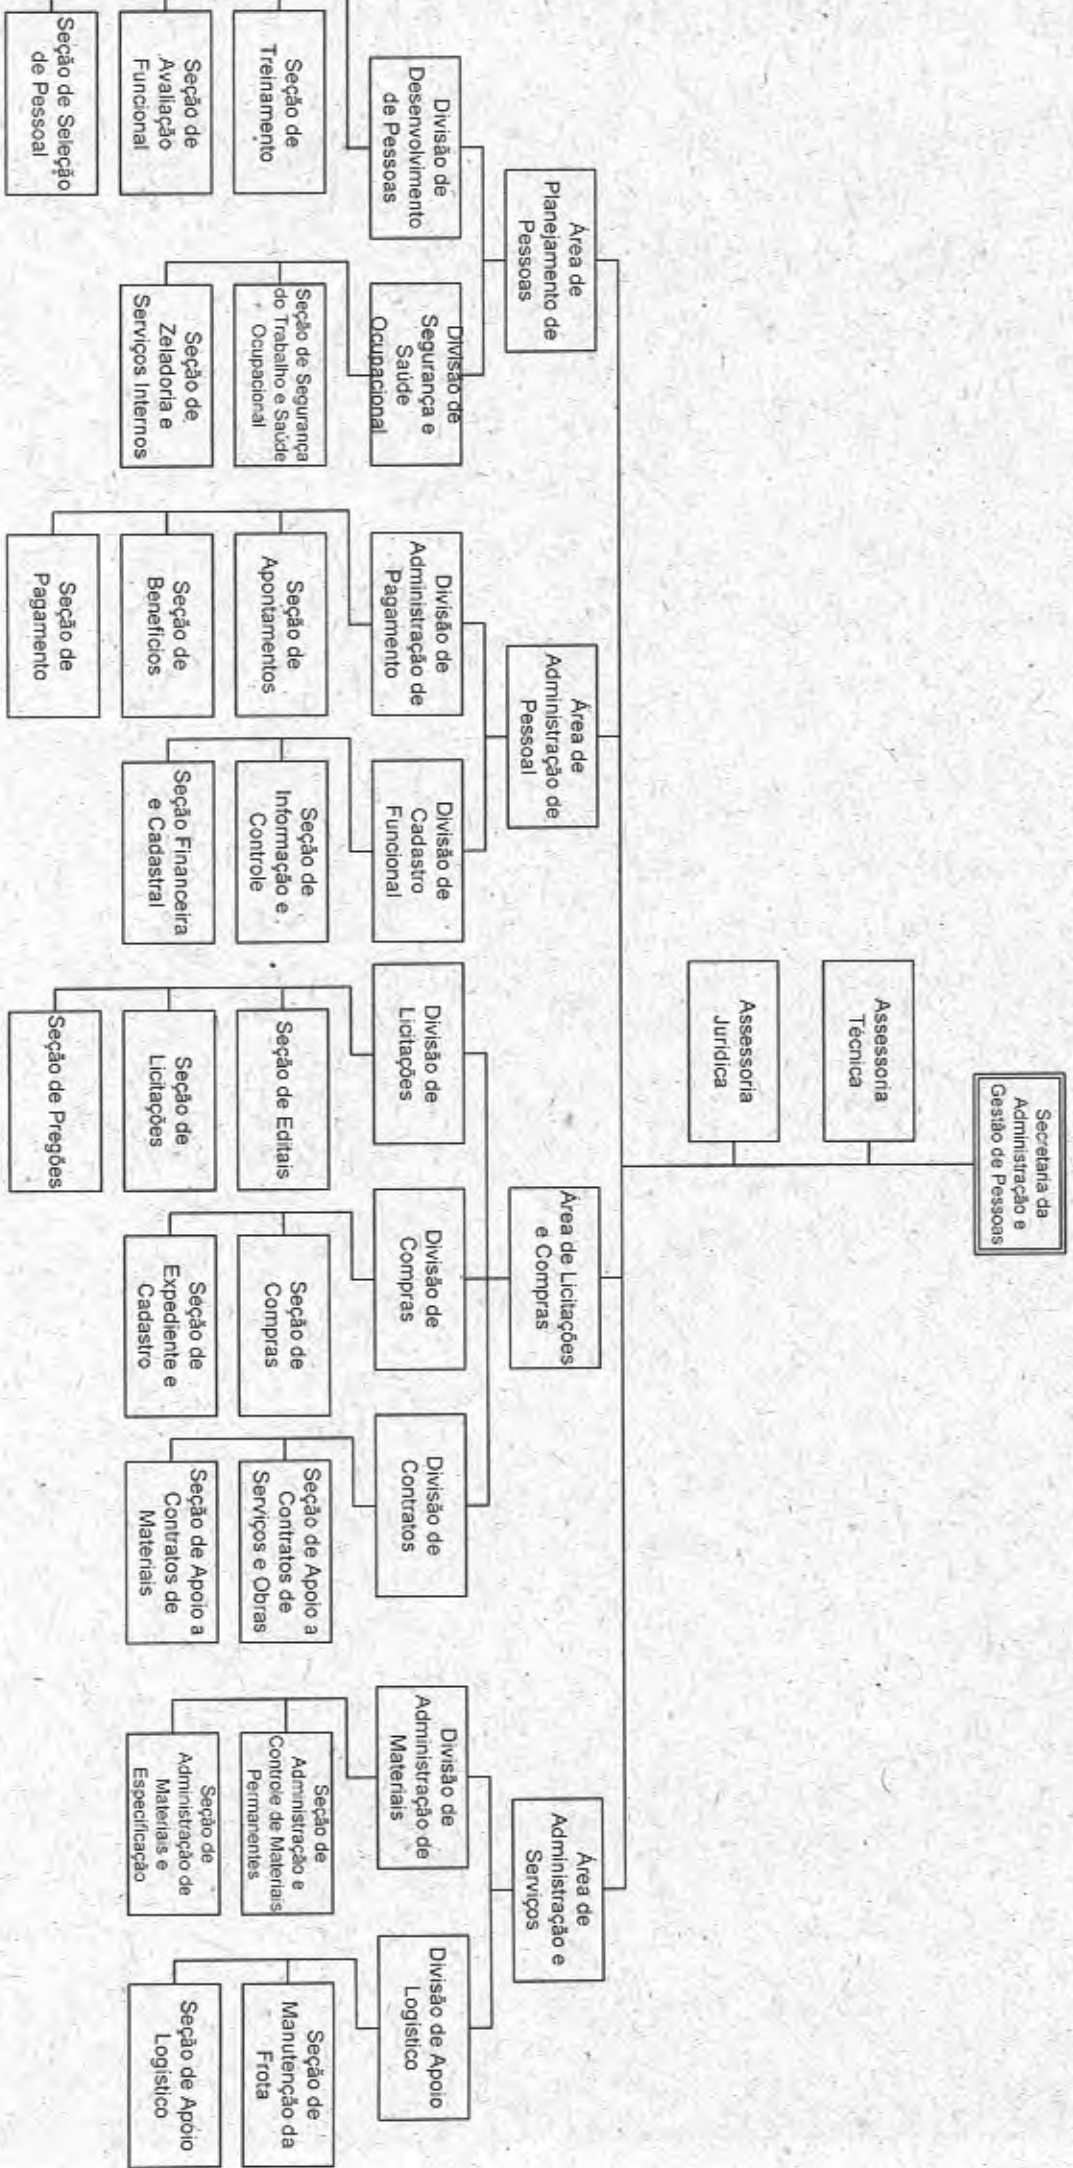 Secretaria da
Administração e
Gestão de Pessoas
Assessoria
Técnica
Assessoria
Jurídica
Área de
Planejamento de
Pessoas
Área de
Administração de
Pessoal
Área de Licitações
e Compras
Área de
Administração e
Serviços
Divisão de
Desenvolvimento
de Pessoas
Divisão de
Segurança e
Saúde
Ocupacional
Divisão de
Administração de
Pagamento
Divisão de
Cadastro
Funcional
Divisão de
Licitações
Divisão de
Compras
Divisão de
Contratos
Divisão de
Administração de
Materiais
Divisão de Apoio
Logístico
Seção de
Treinamento
Seção de Segurança
do Trabalho e Saúde
Ocupacional
Seção de
Apontamentos
Seção de
Informação e
Controle
Seção de Editais
Seção de
Compras
Seção de Apoio a
Contratos de
Serviços e Obras
Seção de
Administração e
Controle de Materiais
Permanentes
Seção de
Manutenção da
Frota
Seção de
Avaliação
Funcional
Seção de
Zeladoria e
Serviços Internos
Seção de
Benefícios
Seção Financeira
e Cadastral
Seção de
Licitações
Seção de
Expediente e
Cadastro
Seção de Apoio a
Contratos de
Materiais
Seção de
Administração de
Materiais e
Especificação
Seção de Apoio
Logístico
Seção de Seleção
de Pessoal
Seção de
Pagamento
Seção de Pregões